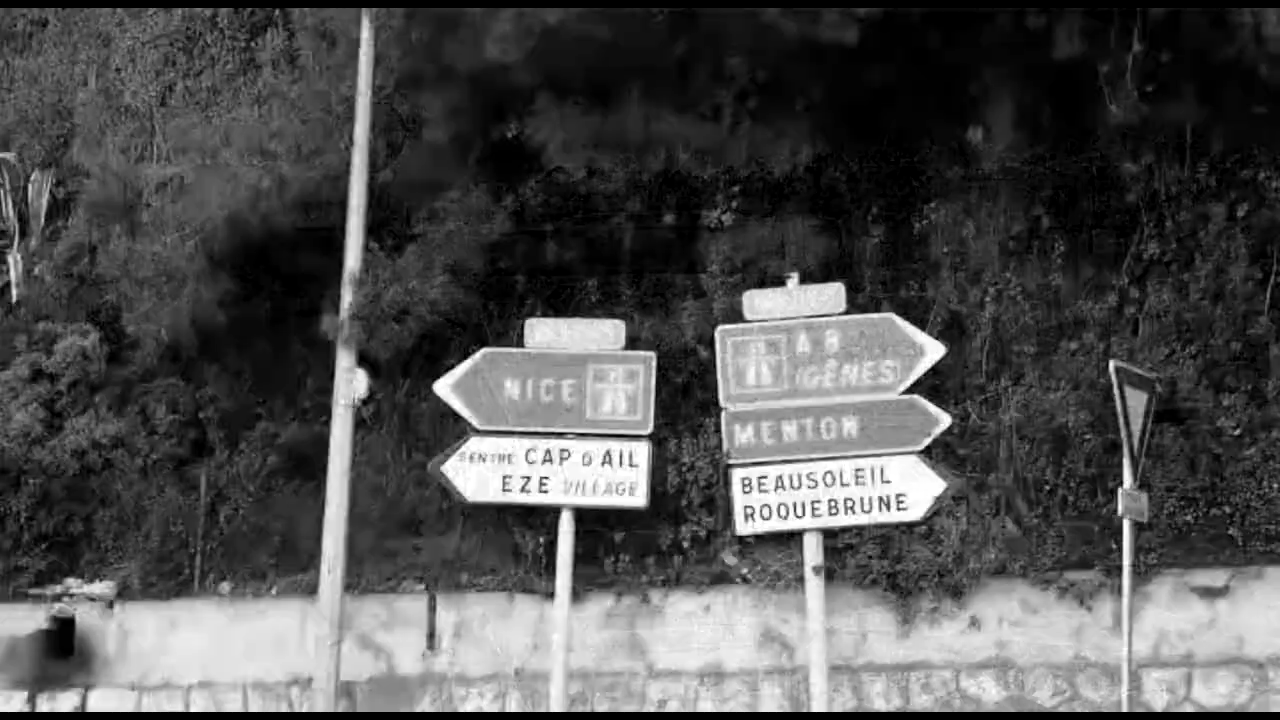 NICE
CENTRE CAP D'AIL
EZE VILLAGE
A 8
GÊNES
MENTON
BEAUSOLEIL
ROQUEBRUNE